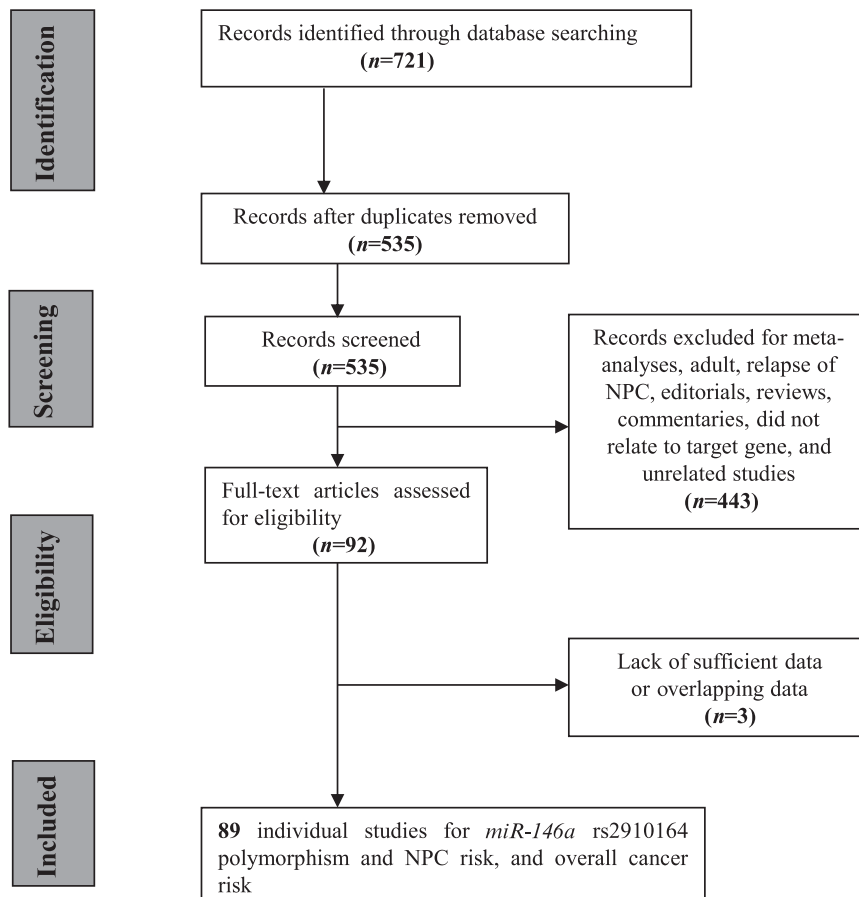 Identification
Records identified through database searching
(n=721)
Records after duplicates removed
(n=535)
Screening
Records screened
(n=535)
Records excluded for meta-
analyses, adult, relapse of
NPC, editorials, reviews,
commentaries, did not
relate to target gene, and
unrelated studies
(n=443)
Eligibility
Full-text articles assessed
for eligibility
(n=92)
Lack of sufficient data
or overlapping data
(n=3)
Included
89 individual studies for miR-146a rs2910164
polymorphism and NPC risk, and overall cancer
risk